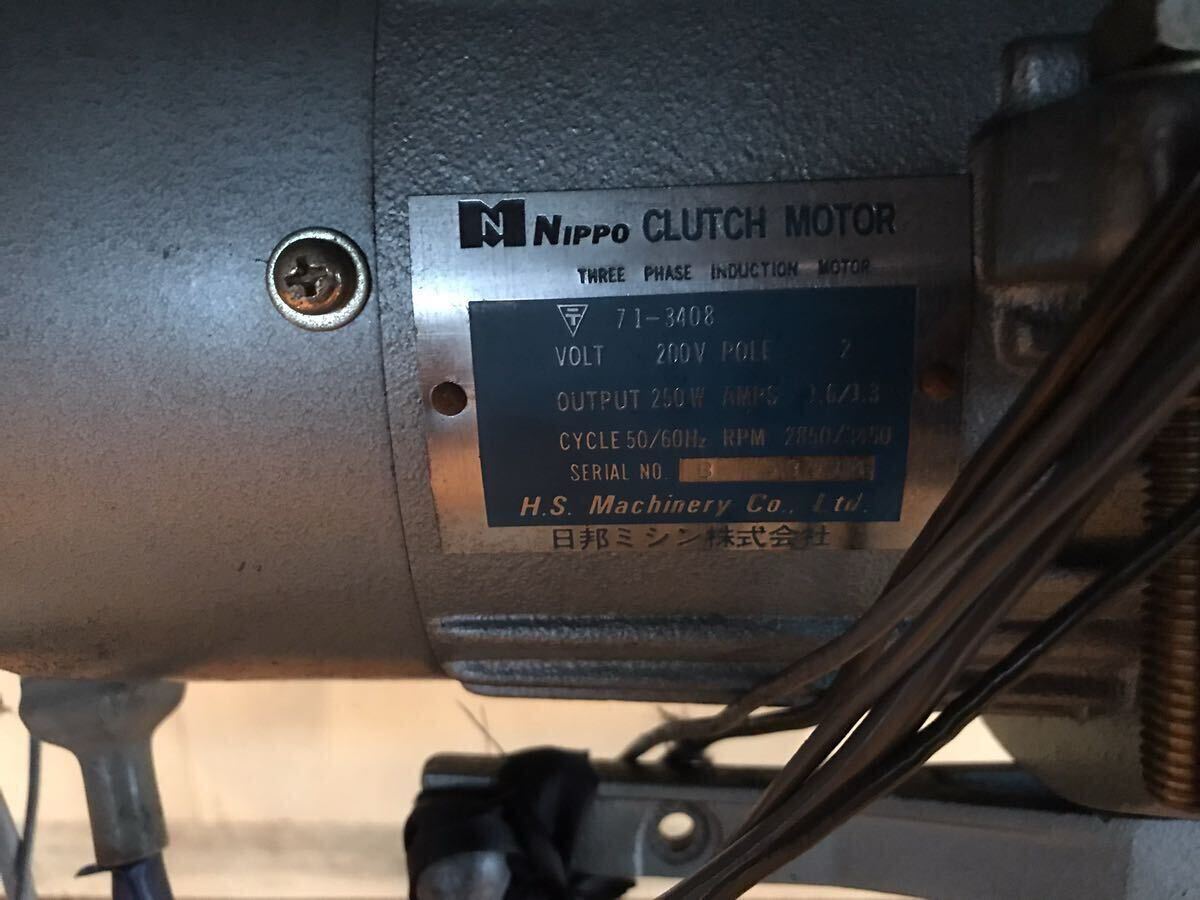 N NIPPO CLUTCH MOTOR
THREE PHASE INDUCTION MOTOR
T 71-3408
VOLT 200V POLE 2
OUTPUT 250W AMPS
CYCLE 50/60Hz RPM 2850/3450
SERIAL NO.
H.S. Machinery Co., Ltd.
日邦ミシン株式会社